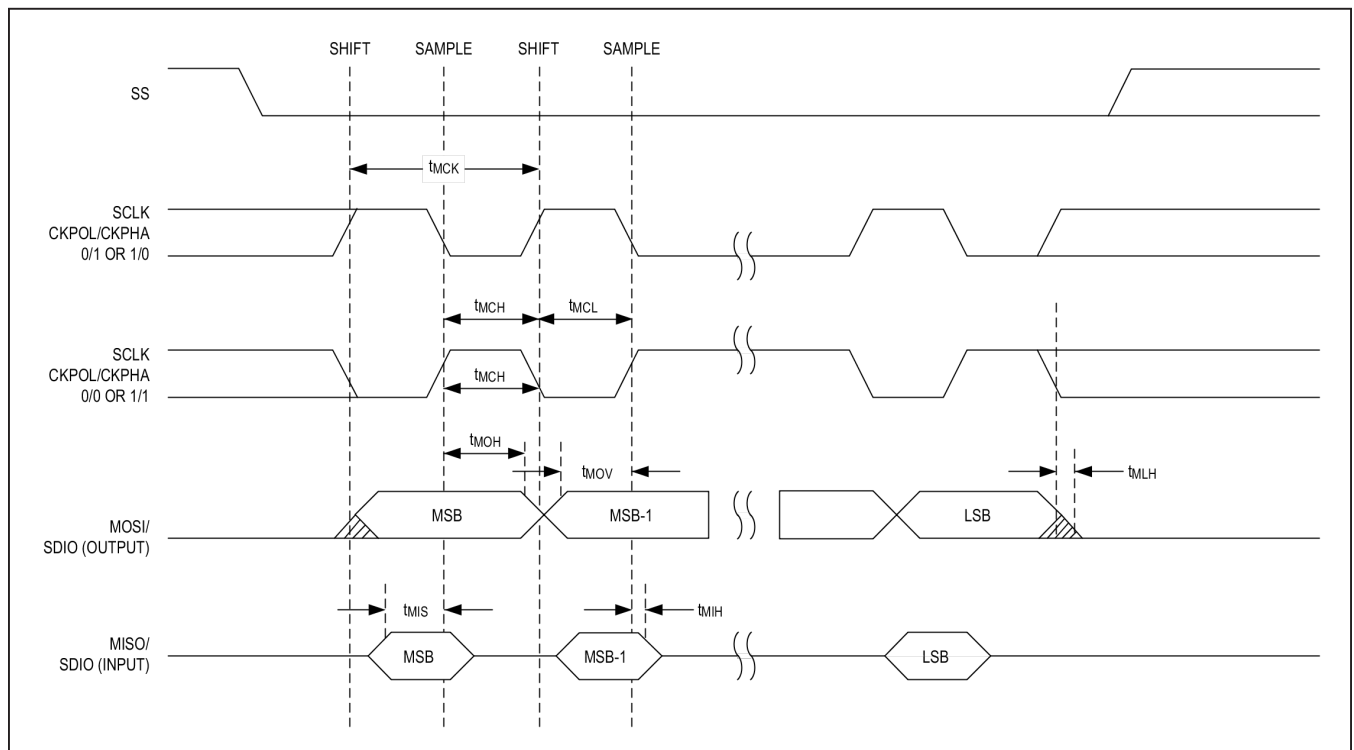 SHIFT SAMPLE SHIFT SAMPLE
SS
tMCK
SCLK
CKPOL/CKPHA
0/1 OR 1/0
tMCH tMCL
SCLK
CKPOL/CKPHA
0/0 OR 1/1
tMCH
tMOH
tMOV
tMLH
MOSI/
SDIO (OUTPUT)
MSB MSB-1 LSB
tMIS tMIH
MISO/
SDIO (INPUT)
MSB MSB-1 LSB